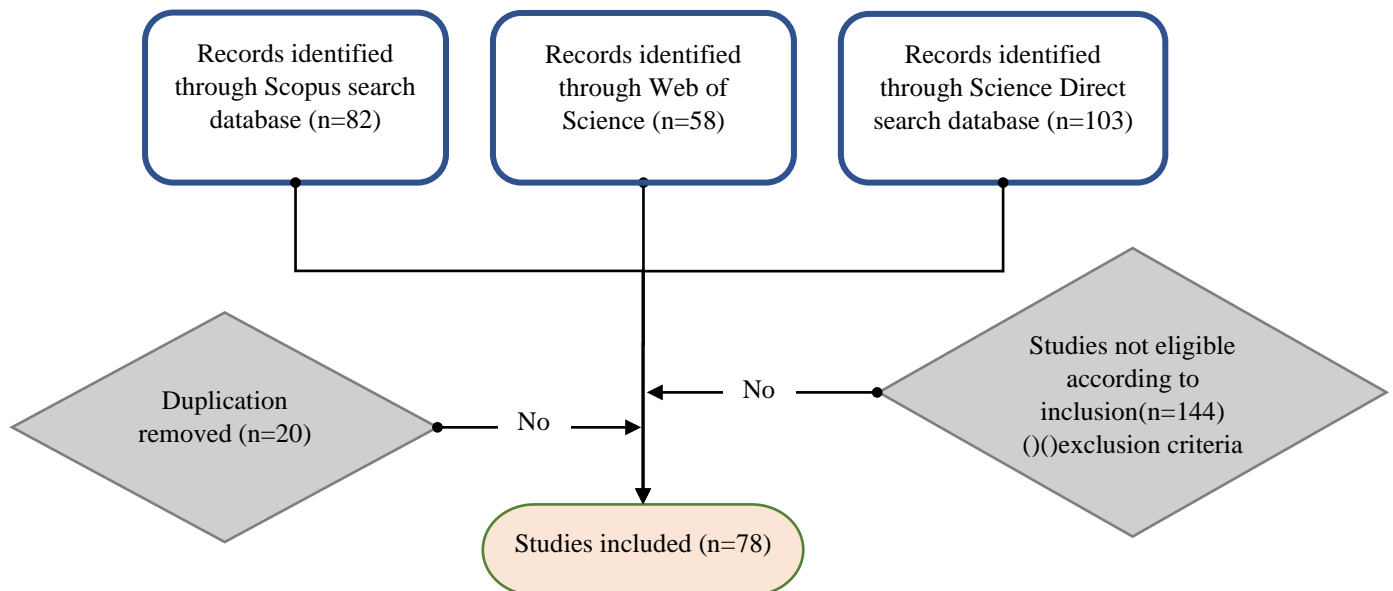 Records identified
through Scopus search
database (n=82)
Records identified
through Web of
Science (n=58)
Records identified
through Science Direct
search database (n=103)
Duplication
removed (n=20)
No
No
Studies not eligible
according to
inclusion(n=144)
()()exclusion criteria
Studies included (n=78)